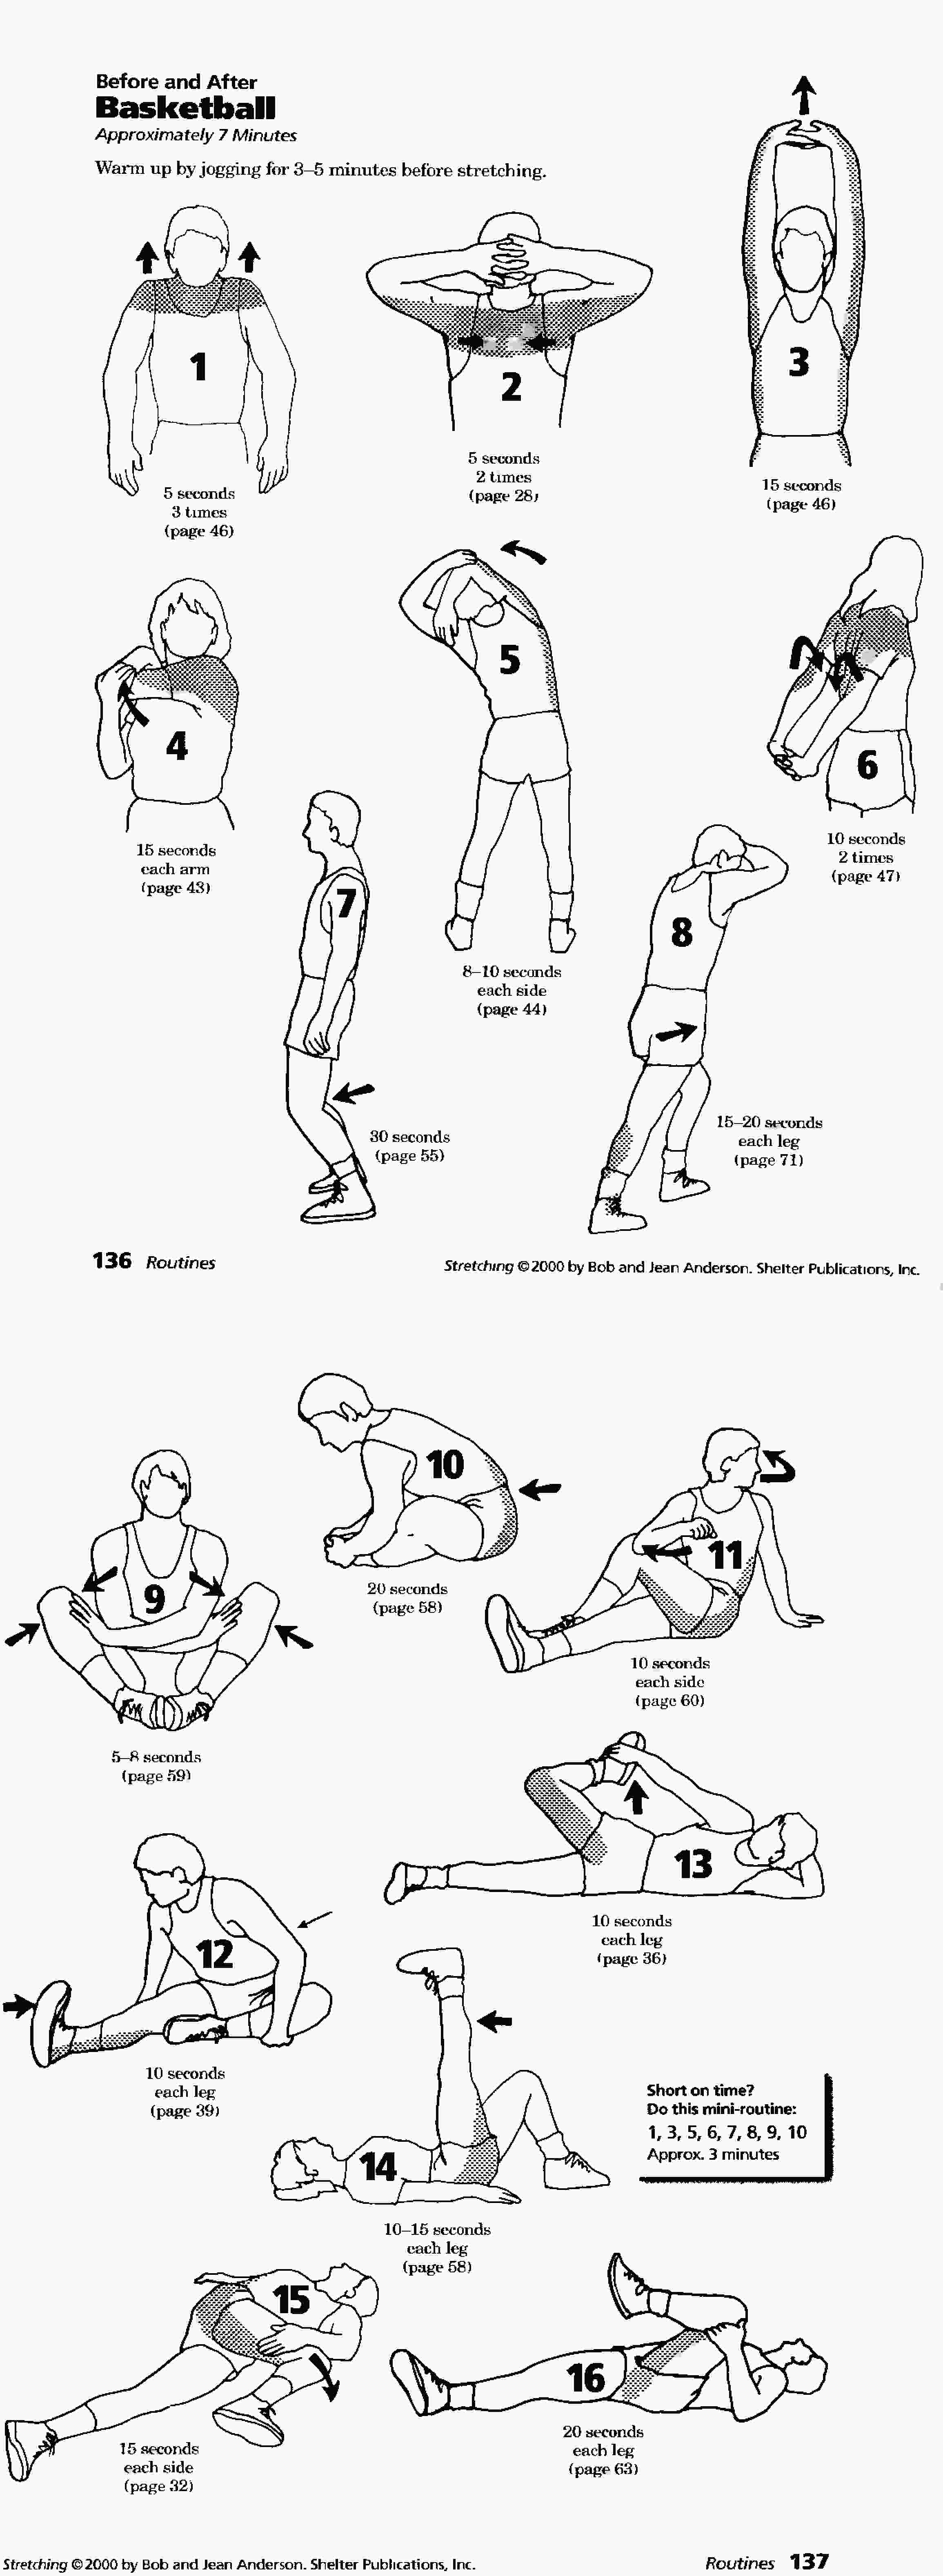 Before and After
Basketball
Approximately 7 Minutes
Warm up by jogging for 3–5 minutes before stretching.
1
5 seconds
3 times
(page 46)
2
5 seconds
2 times
(page 28)
3
15 seconds
(page 46)
4
15 seconds
each arm
(page 43)
5
8–10 seconds
each side
(page 44)
6
10 seconds
2 times
(page 47)
7
30 seconds
(page 55)
8
15–20 seconds
each leg
(page 71)
136 Routines
Stretching ©2000 by Bob and Jean Anderson. Shelter Publications, Inc.
9
5–8 seconds
(page 59)
10
20 seconds
(page 58)
11
10 seconds
each side
(page 60)
12
10 seconds
each leg
(page 39)
13
10 seconds
each leg
(page 36)
14
10–15 seconds
each leg
(page 58)
Short on time?
Do this mini-routine:
1, 3, 5, 6, 7, 8, 9, 10
Approx. 3 minutes
15
15 seconds
each side
(page 32)
16
20 seconds
each leg
(page 63)
Stretching ©2000 by Bob and Jean Anderson. Shelter Publications, Inc.
Routines 137